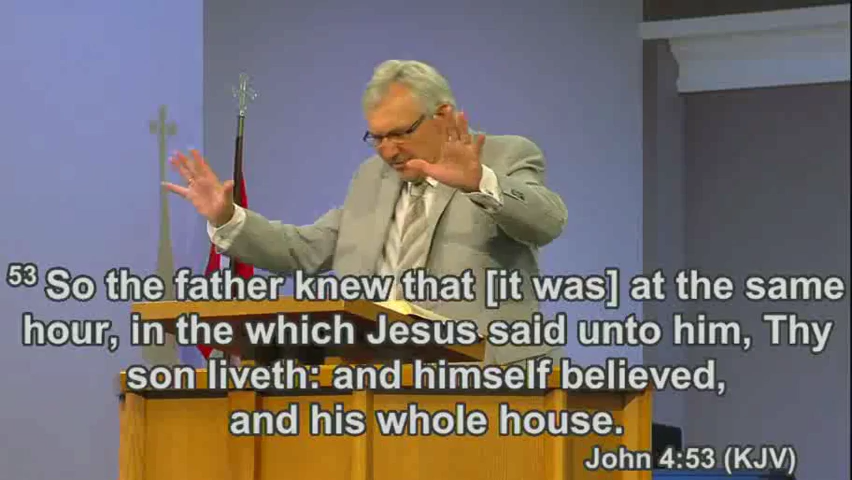 53 So the father knew that [it was] at the same
hour, in the which Jesus said unto him, Thy
son liveth: and himself believed,
and his whole house.
John 4:53 (KJV)